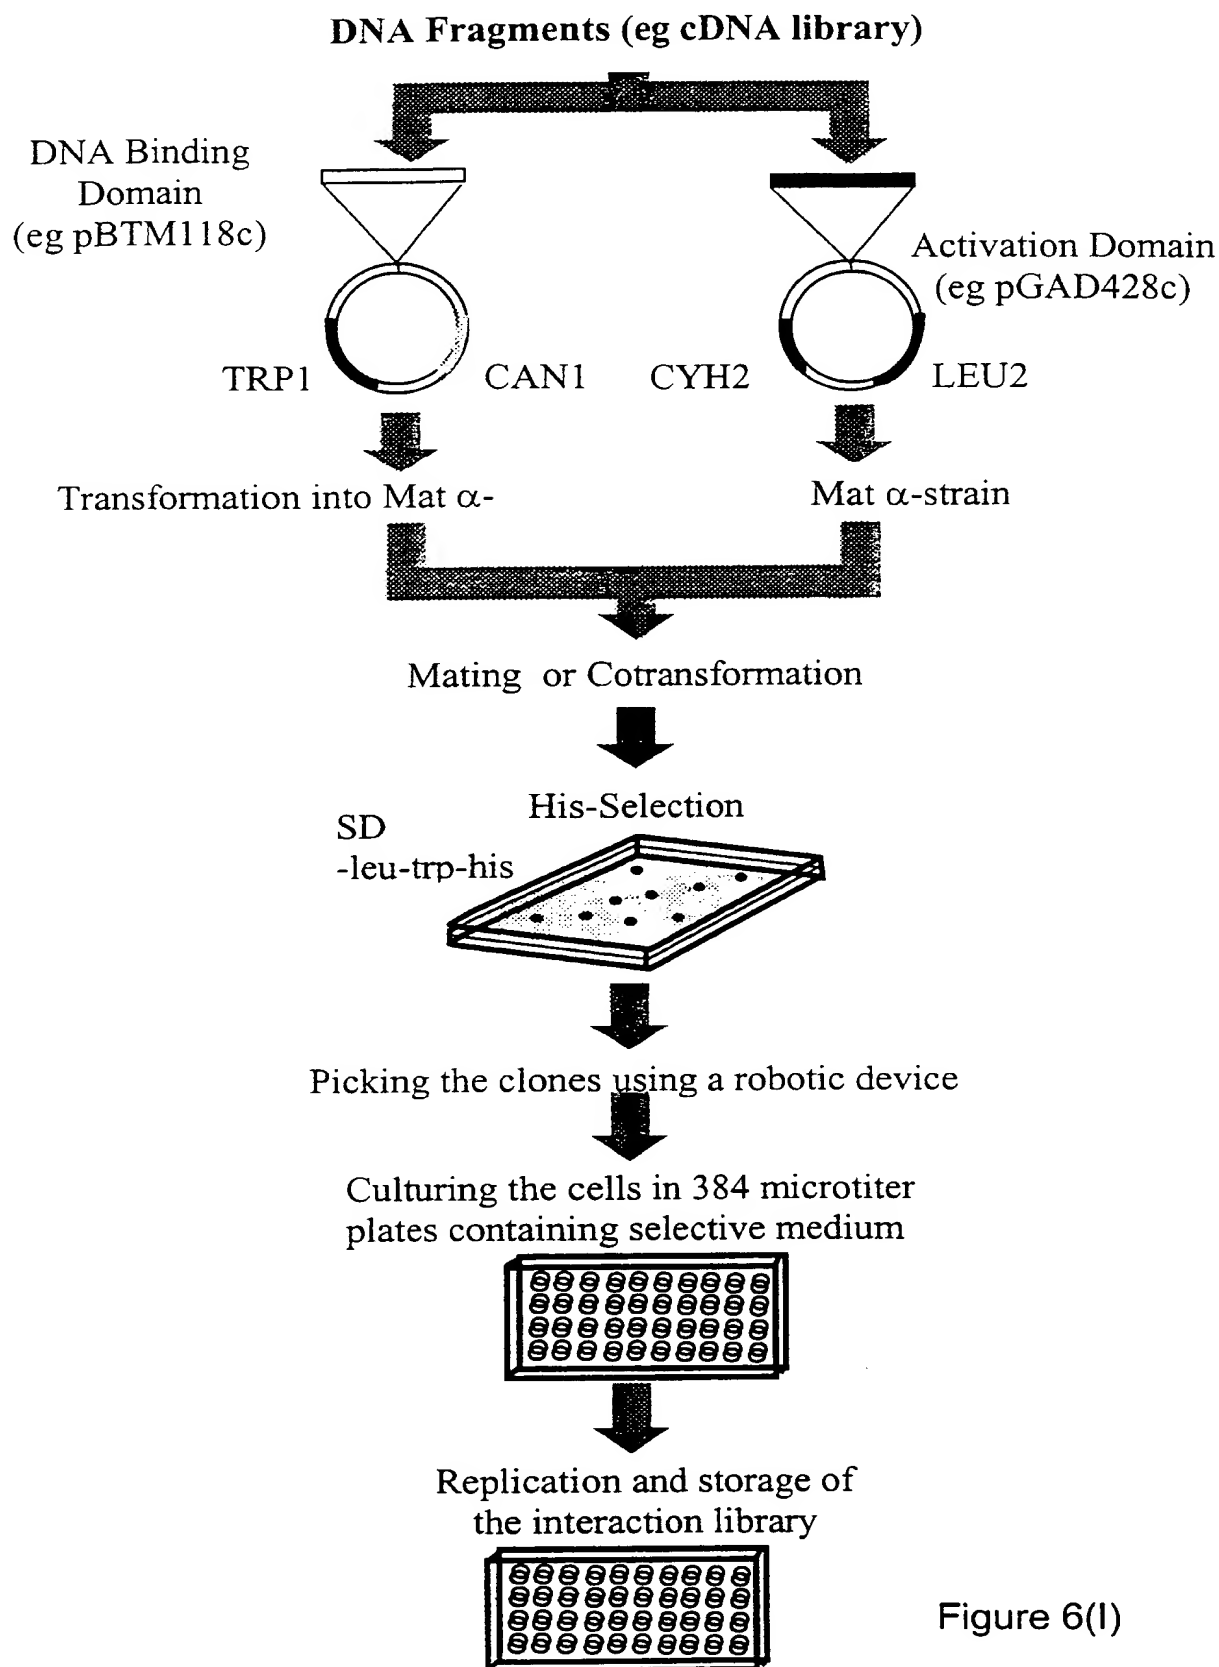 DNA Fragments (eg cDNA library)
DNA Binding
Domain
(eg pBTM118c)
Activation Domain
(eg pGAD428c)
TRP1
CAN1
CYH2
LEU2
Transformation into Mat α-
Mat α-strain
Mating or Cotransformation
His-Selection
SD
-leu-trp-his
Picking the clones using a robotic device
Culturing the cells in 384 microtiter
plates containing selective medium
Replication and storage of
the interaction library
Figure 6(I)